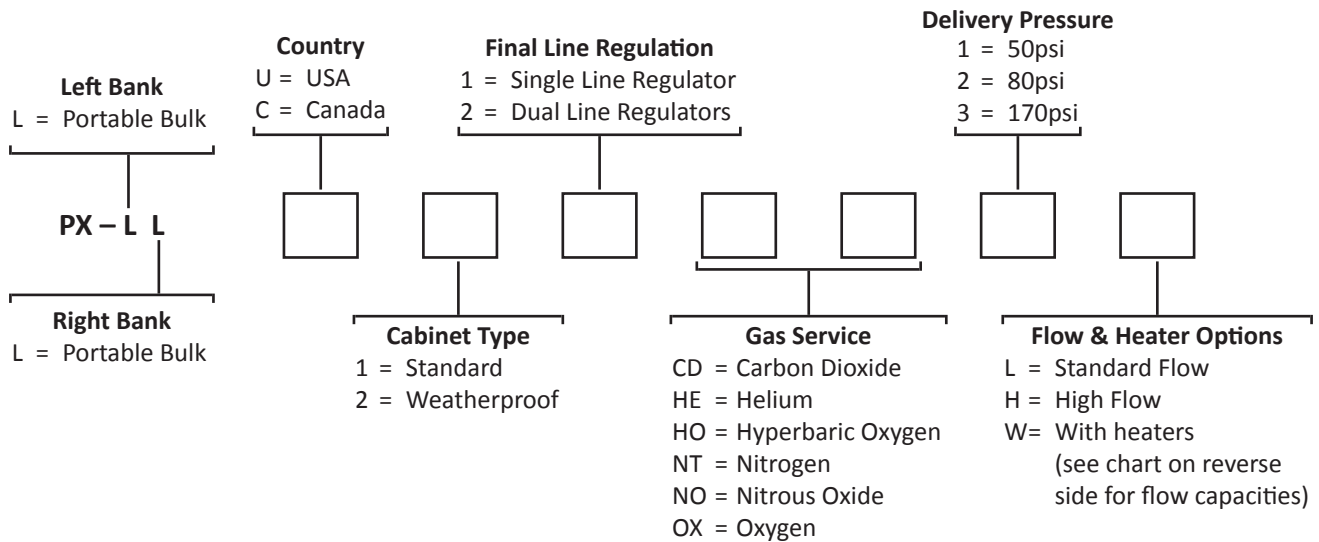 Left Bank
L = Portable Bulk
Country
U = USA
C = Canada
Final Line Regulation
1 = Single Line Regulator
2 = Dual Line Regulators
Delivery Pressure
1 = 50psi
2 = 80psi
3 = 170psi
PX – L L
Right Bank
L = Portable Bulk
Cabinet Type
1 = Standard
2 = Weatherproof
Gas Service
CD = Carbon Dioxide
HE = Helium
HO = Hyperbaric Oxygen
NT = Nitrogen
NO = Nitrous Oxide
OX = Oxygen
Flow & Heater Options
L = Standard Flow
H = High Flow
W= With heaters
(see chart on reverse
side for flow capacities)